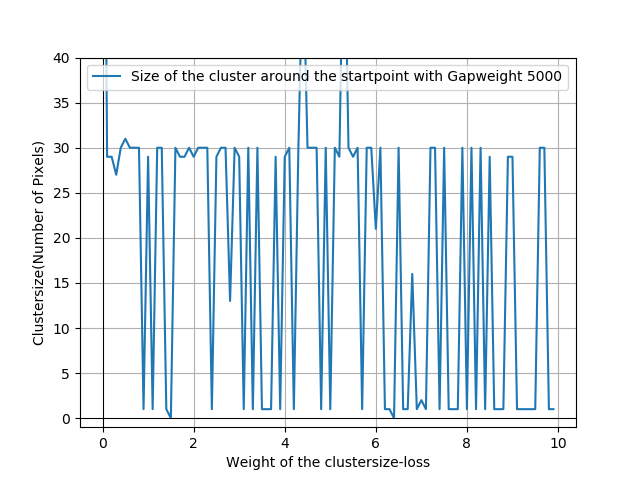 Size of the cluster around the startpoint with Gapweight 5000
40
35
30
25
20
15
10
5
0
Clustersize(Number of Pixels)
0 2 4 6 8 10
Weight of the clustersize-loss